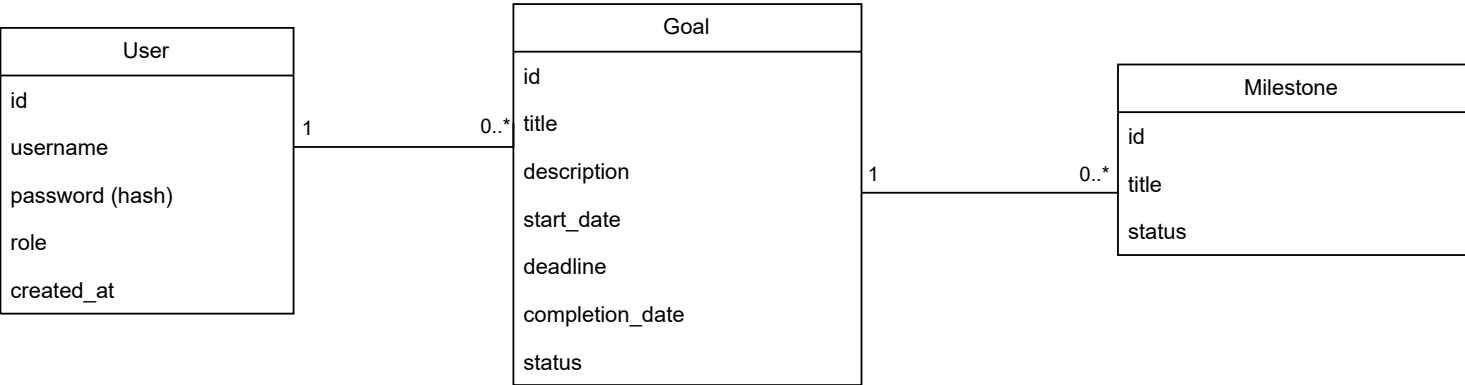 User
id
username
password (hash)
role
created_at
1
0..*
Goal
id
title
description
start_date
deadline
completion_date
status
1
0..*
Milestone
id
title
status